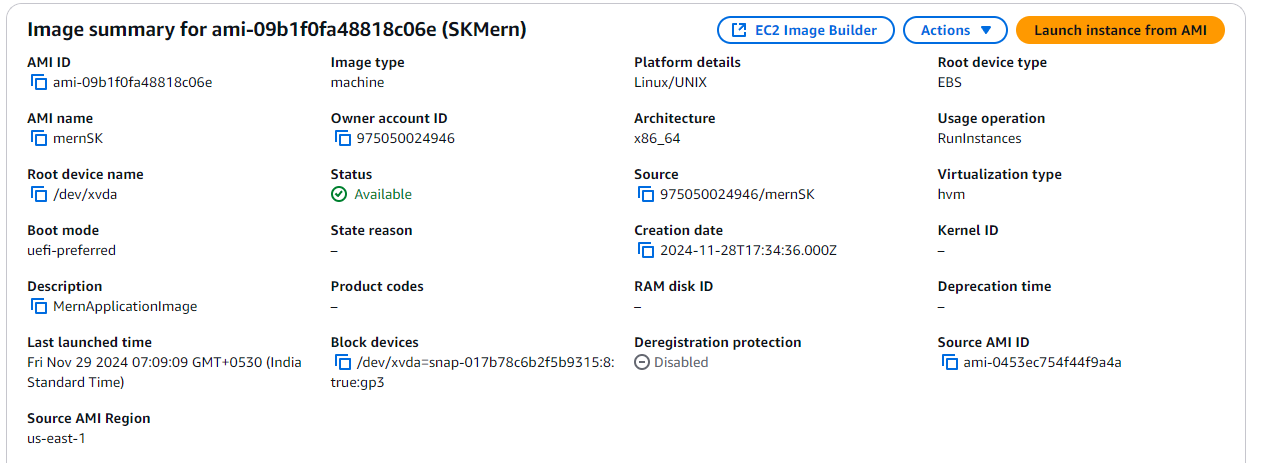 Image summary for ami-09b1f0fa48818c06e (SKMern)
EC2 Image Builder
Actions
Launch instance from AMI
AMI ID
ami-09b1f0fa48818c06e
Image type
machine
Platform details
Linux/UNIX
Root device type
EBS
AMI name
mernSK
Owner account ID
975050024946
Architecture
x86_64
Usage operation
RunInstances
Root device name
/dev/xvda
Status
Available
Source
975050024946/mernSK
Virtualization type
hvm
Boot mode
uefi-preferred
State reason
–
Creation date
2024-11-28T17:34:36.000Z
Kernel ID
–
Description
MernApplicationImage
Product codes
–
RAM disk ID
–
Deprecation time
–
Last launched time
Fri Nov 29 2024 07:09:09 GMT+0530 (India
Standard Time)
Block devices
/dev/xvda=snap-017b78c6b2f5b9315:8:
true:gp3
Deregistration protection
Disabled
Source AMI ID
ami-0453ec754f44f9a4a
Source AMI Region
us-east-1